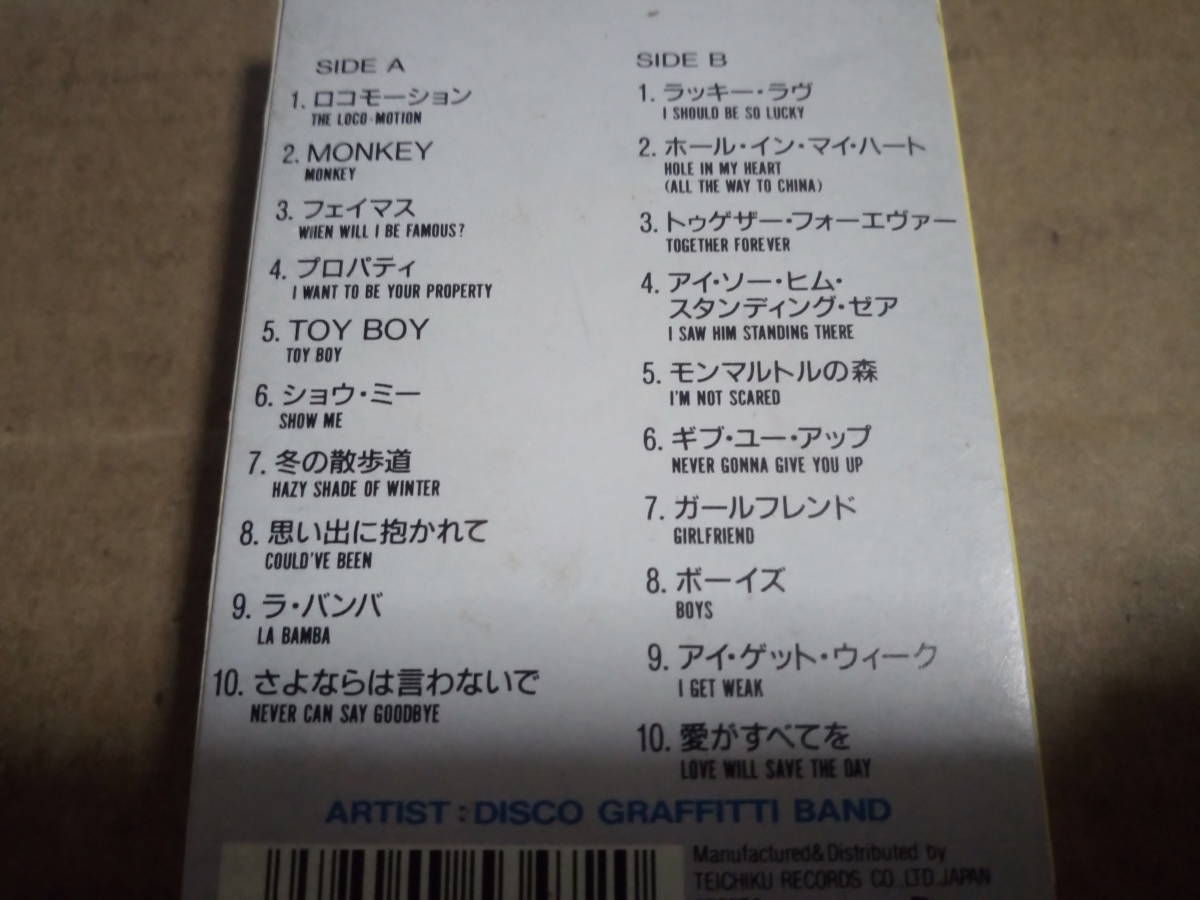 SIDE A
1. ロコモーション
THE LOCO-MOTION
2. MONKEY
MONKEY
3. フェイマス
WHEN WILL I BE FAMOUS?
4. プロパティ
I WANT TO BE YOUR PROPERTY
5. TOY BOY
TOY BOY
6. ショウ・ミー
SHOW ME
7. 冬の散歩道
HAZY SHADE OF WINTER
8. 思い出に抱かれて
COULD'VE BEEN
9. ラ・バンバ
LA BAMBA
10. さよならは言わないで
NEVER CAN SAY GOODBYE
SIDE B
1. ラッキー・ラヴ
I SHOULD BE SO LUCKY
2. ホール・イン・マイ・ハート
HOLE IN MY HEART
(ALL THE WAY TO CHINA)
3. トゥゲザー・フォーエヴァー
TOGETHER FOREVER
4. アイ・ソー・ヒム・
スタンディング・ゼア
I SAW HIM STANDING THERE
5. モンマルトルの森
I'M NOT SCARED
6. ギブ・ユー・アップ
NEVER GONNA GIVE YOU UP
7. ガールフレンド
GIRLFRIEND
8. ボーイズ
BOYS
9. アイ・ゲット・ウィーク
I GET WEAK
10. 愛がすべてを
LOVE WILL SAVE THE DAY
ARTIST : DISCO GRAFFITTI BAND
Manufactured & Distributed by
TEICHIKU RECORDS CO., LTD. JAPAN